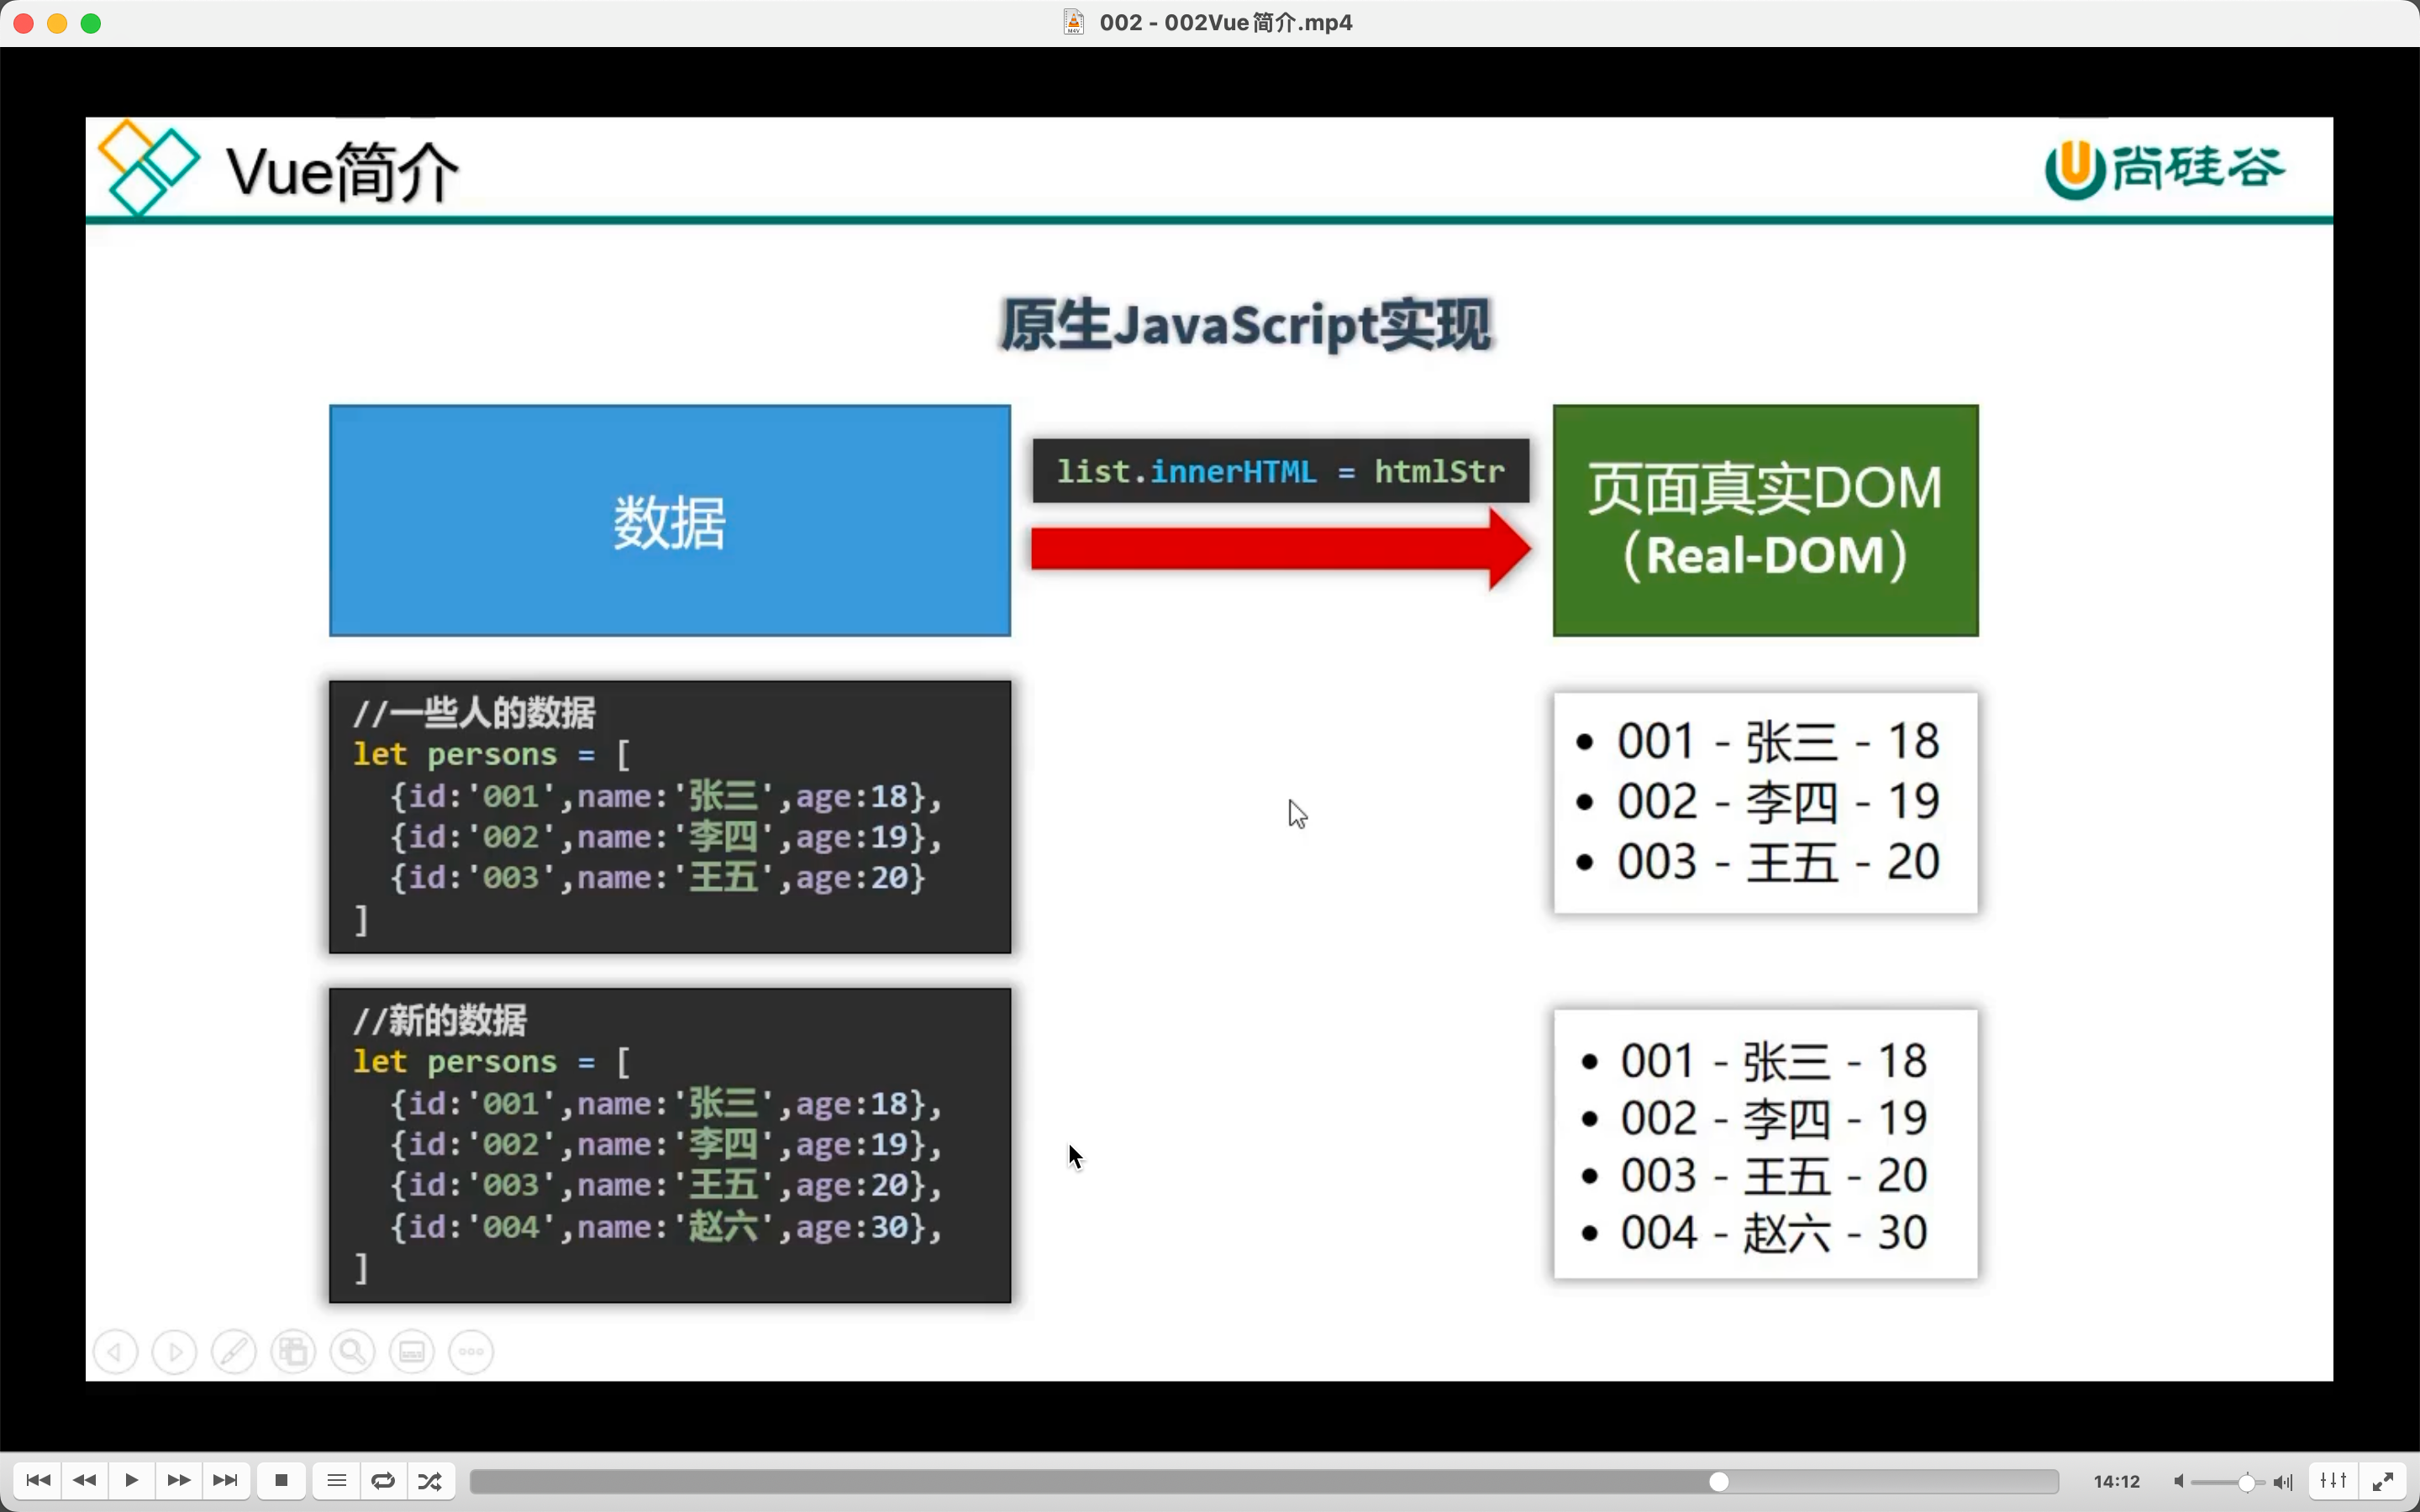 002 - 002Vue简介.mp4
Vue简介
尚硅谷
原生JavaScript实现
数据
list.innerHTML = htmlStr
页面真实DOM
（Real-DOM）
//一些人的数据
let persons = [
{id:'001',name:'张三',age:18},
{id:'002',name:'李四',age:19},
{id:'003',name:'王五',age:20}
]
• 001 - 张三 - 18
• 002 - 李四 - 19
• 003 - 王五 - 20
//新的数据
let persons = [
{id:'001',name:'张三',age:18},
{id:'002',name:'李四',age:19},
{id:'003',name:'王五',age:20},
{id:'004',name:'赵六',age:30},
]
• 001 - 张三 - 18
• 002 - 李四 - 19
• 003 - 王五 - 20
• 004 - 赵六 - 30
14:12